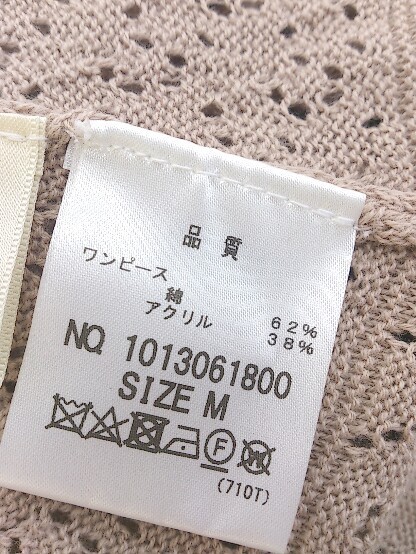 品質
ワンピース
綿 62%
アクリル 38%
NO. 1013061800
SIZE M
(710T)